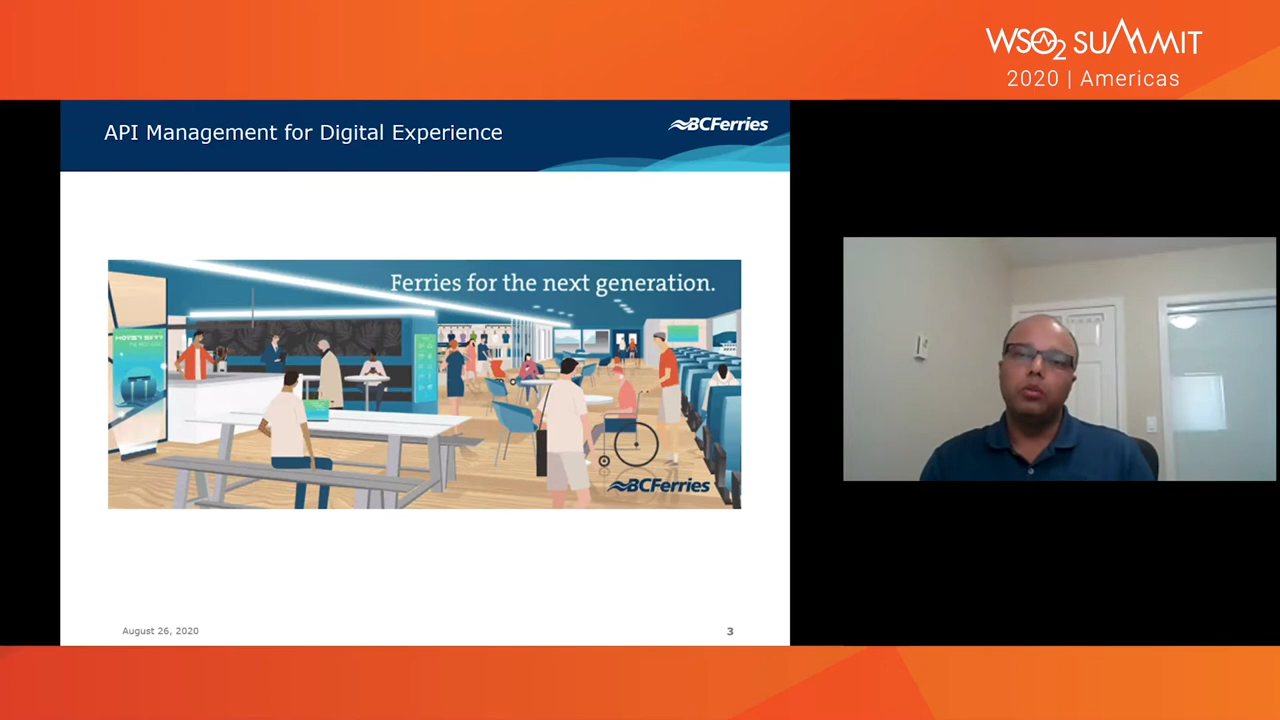 WSO2 SUMMIT
2020 | Americas
API Management for Digital Experience
BCFerries
Ferries for the next generation.
BCFerries
August 26, 2020
3